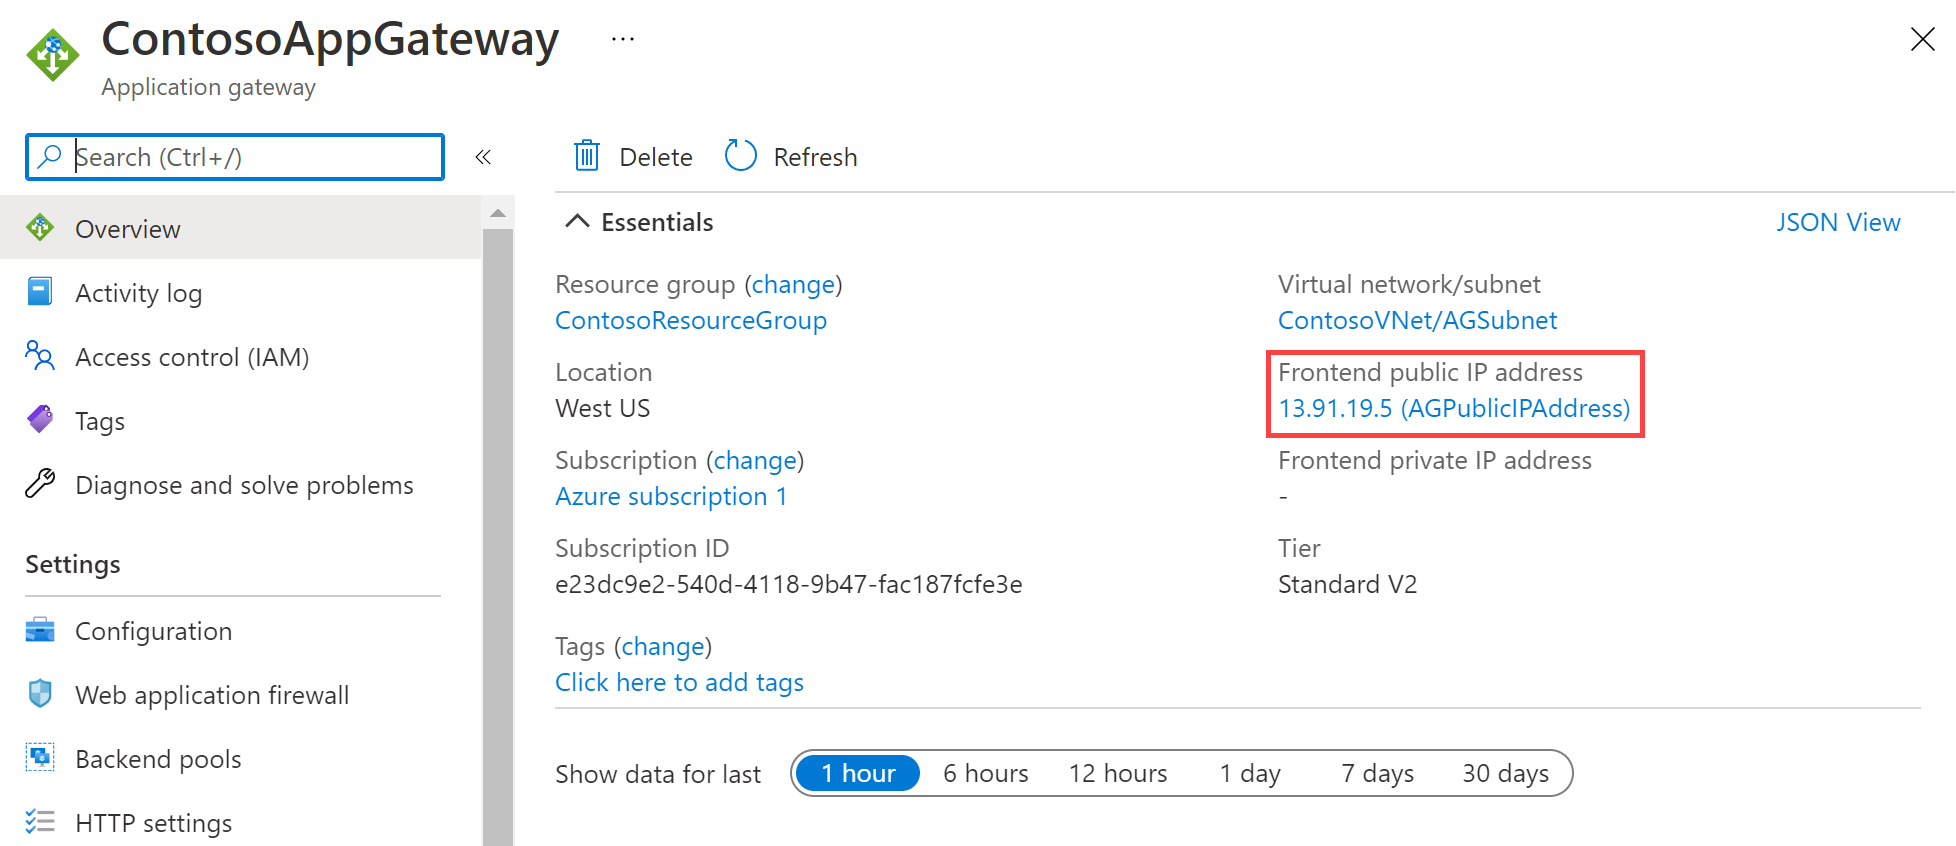 ContosoAppGateway ...
Application gateway
Search (Ctrl+/)
«
Overview
Activity log
Access control (IAM)
Tags
Diagnose and solve problems
Settings
Configuration
Web application firewall
Backend pools
HTTP settings
Delete Refresh
Essentials JSON View
Resource group (change)
ContosoResourceGroup
Location
West US
Subscription (change)
Azure subscription 1
Subscription ID
e23dc9e2-540d-4118-9b47-fac187fcfe3e
Tags (change)
Click here to add tags
Virtual network/subnet
ContosoVNet/AGSubnet
Frontend public IP address
13.91.19.5 (AGPublicIPAddress)
Frontend private IP address
-
Tier
Standard V2
Show data for last 1 hour 6 hours 12 hours 1 day 7 days 30 days